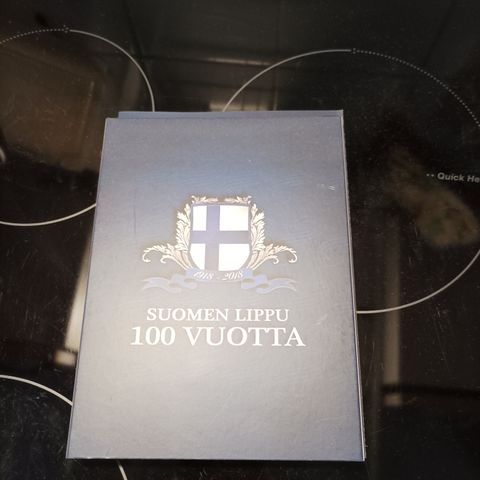 1918 - 2018
SUOMEN LIPPU
100 VUOTTA
Quick He